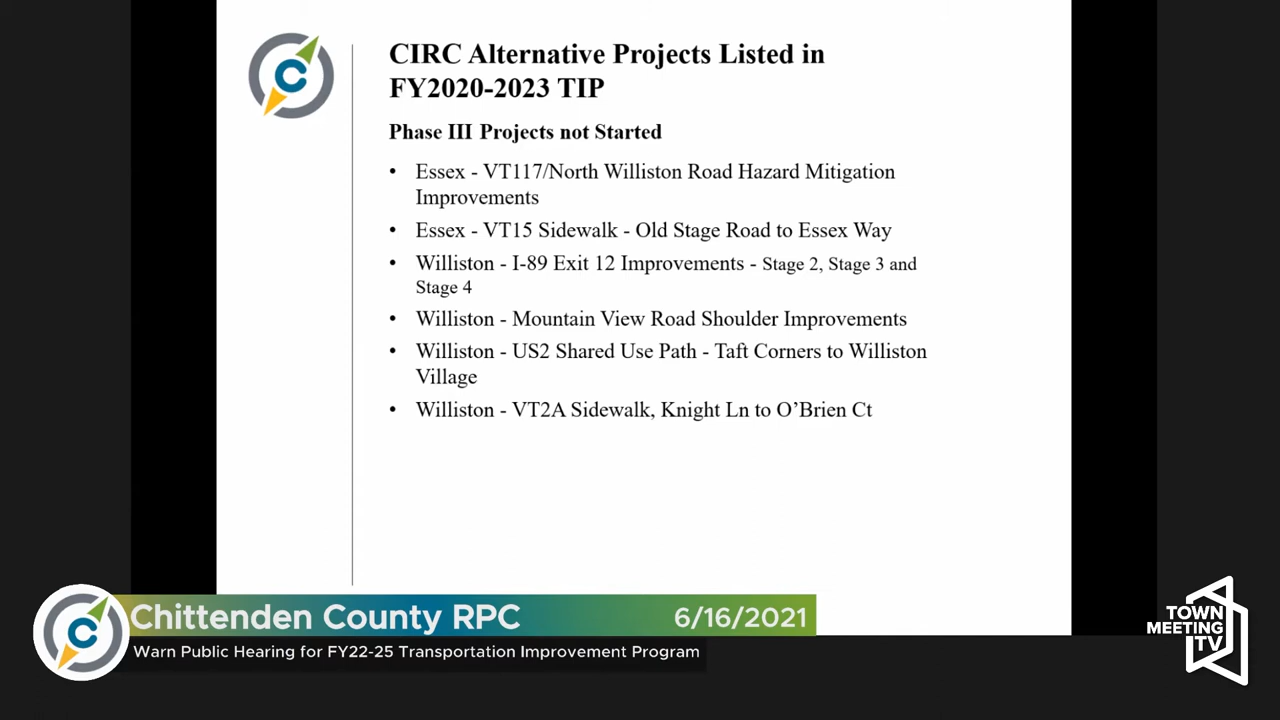 CIRC Alternative Projects Listed in
FY2020-2023 TIP
Phase III Projects not Started
• Essex - VT117/North Williston Road Hazard Mitigation
Improvements
• Essex - VT15 Sidewalk - Old Stage Road to Essex Way
• Williston - I-89 Exit 12 Improvements - Stage 2, Stage 3 and
Stage 4
• Williston - Mountain View Road Shoulder Improvements
• Williston - US2 Shared Use Path - Taft Corners to Williston
Village
• Williston - VT2A Sidewalk, Knight Ln to O’Brien Ct
C
C
Chittenden County RPC 6/16/2021
Warn Public Hearing for FY22-25 Transportation Improvement Program
TOWN
MEETING
TV